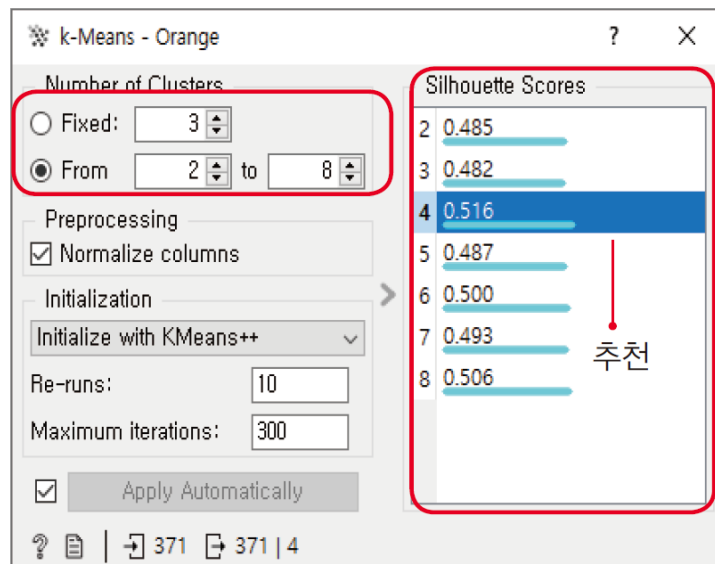 k-Means - Orange
?
Number of Clusters
Fixed: 3
From 2 to 8
Preprocessing
Normalize columns
Initialization
Initialize with KMeans++
Re-runs: 10
Maximum iterations: 300
Apply Automatically
371 371 | 4
Silhouette Scores
2 0.485
3 0.482
4 0.516
5 0.487
6 0.500
7 0.493
8 0.506
추천